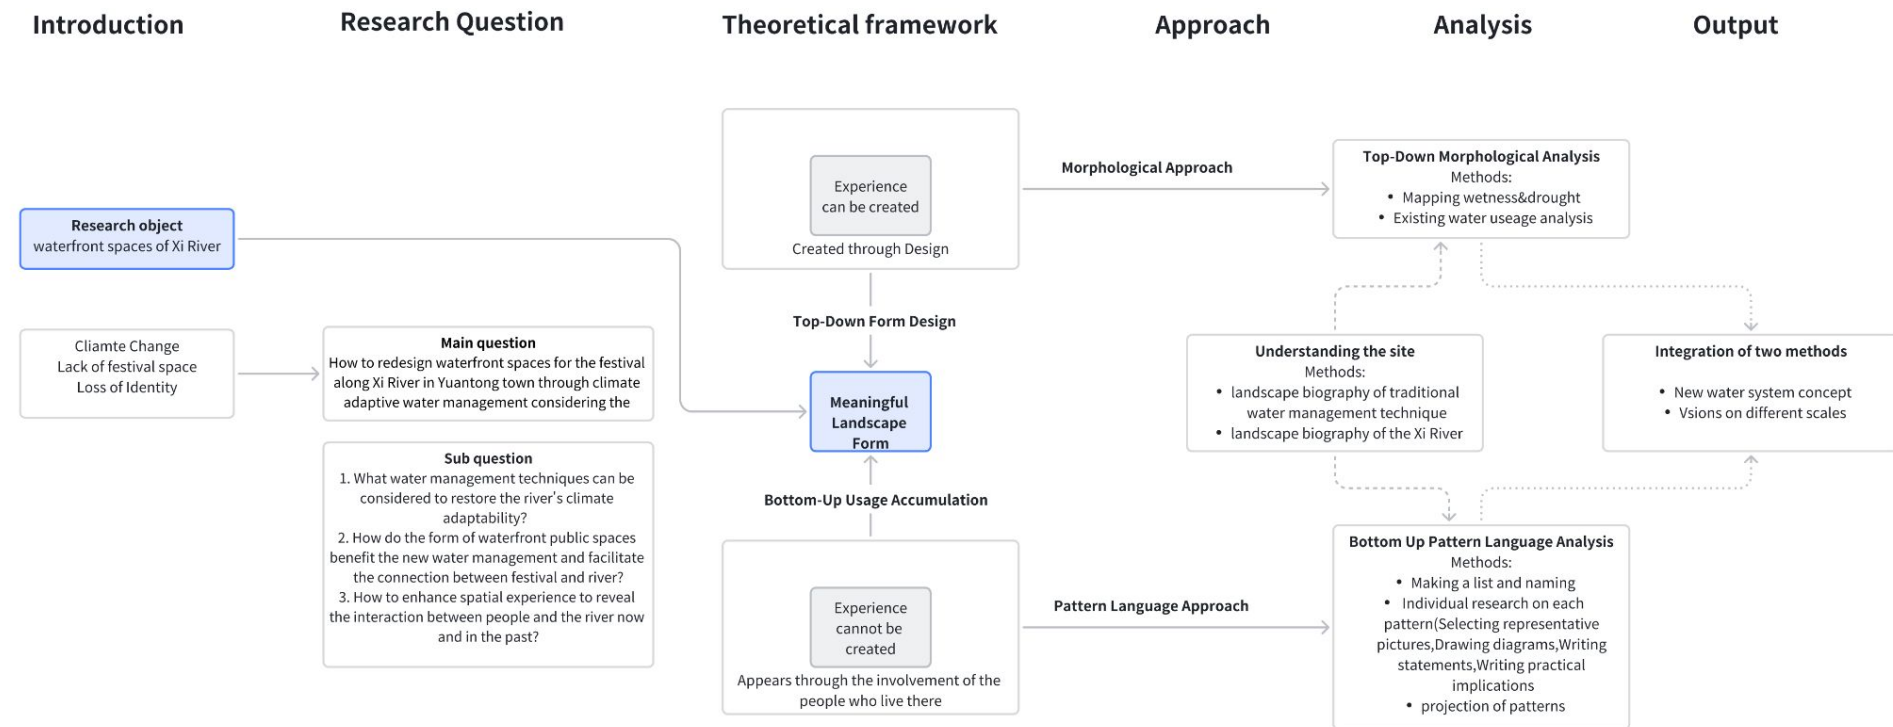 Introduction
Research Question
Theoretical framework
Approach
Analysis
Output
Research object
waterfront spaces of Xi River
Cliamte Change
Lack of festival space
Loss of Identity
Main question
How to redesign waterfront spaces for the festival
along Xi River in Yuantong town through climate
adaptive water management considering the
Sub question
1. What water management techniques can be
considered to restore the river's climate
adaptability?
2. How do the form of waterfront public spaces
benefit the new water management and facilitate
the connection between festival and river?
3. How to enhance spatial experience to reveal
the interaction between people and the river now
and in the past?
Experience
can be created
Created through Design
Top-Down Form Design
Meaningful
Landscape
Form
Bottom-Up Usage Accumulation
Experience
cannot be
created
Appears through the involvement of the
people who live there
Morphological Approach
Pattern Language Approach
Understanding the site
Methods:
• landscape biography of traditional
water management technique
• landscape biography of the Xi River
Top-Down Morphological Analysis
Methods:
• Mapping wetness&drought
• Existing water useage analysis
Bottom Up Pattern Language Analysis
Methods:
• Making a list and naming
• Individual research on each
pattern(Selecting representative
pictures,Drawing diagrams,Writing
statements,Writing practical
implications
• projection of patterns
Integration of two methods
• New water system concept
• Vsions on different scales